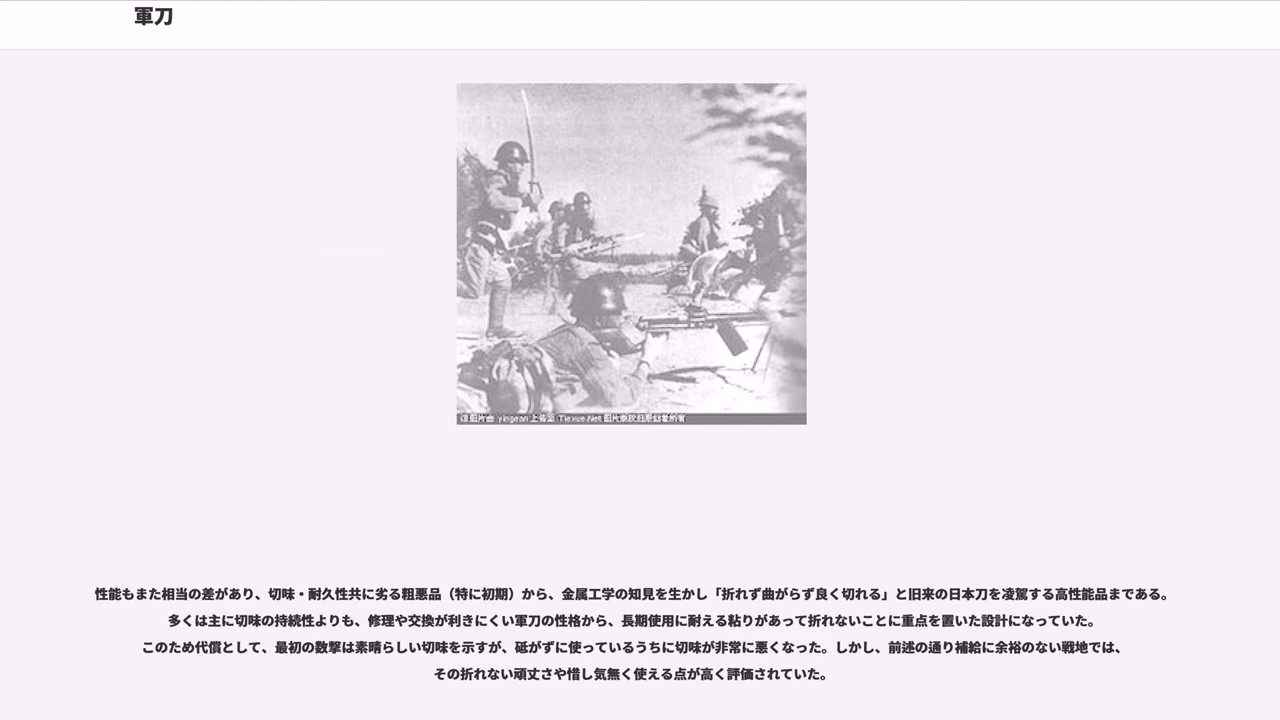 軍刀
性能もまた相当の差があり、切味・耐久性共に劣る粗悪品（特に初期）から、金属工学の知見を生かし「折れず曲がらず良く切れる」と旧来の日本刀を凌駕する高性能品まである。
多くは主に切味の持続性よりも、修理や交換が利きにくい軍刀の性格から、長期使用に耐える粘りがあって折れないことに重点を置いた設計になっていた。
このため代償として、最初の数撃は素晴らしい切味を示すが、砥がずに使っているうちに切味が非常に悪くなった。しかし、前述の通り補給に余裕のない戦地では、
その折れない頑丈さや惜し気無く使える点が高く評価されていた。